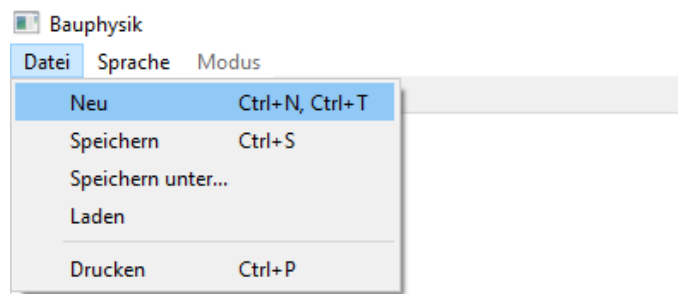 Bauphysik
Datei Sprache Modus
Neu Ctrl+N, Ctrl+T
Speichern Ctrl+S
Speichern unter...
Laden
Drucken Ctrl+P